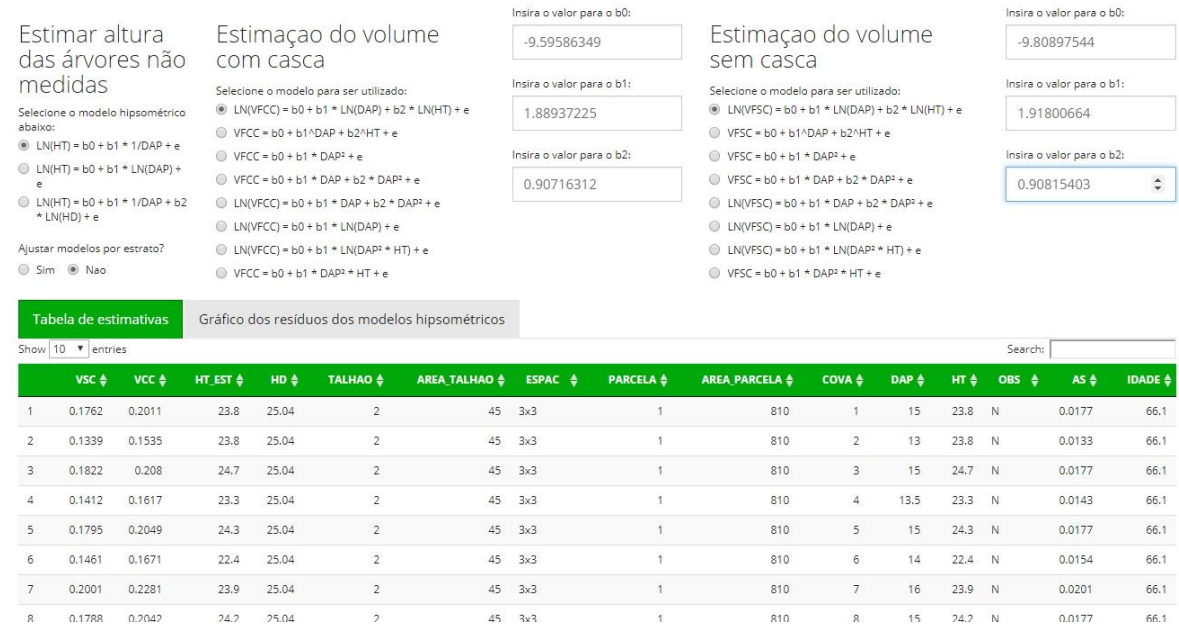 Estimar altura
das árvores não
medidas
Selecione o modelo hipsométrico
abaixo:
LN(HT) = b0 + b1 * 1/DAP + e
LN(HT) = b0 + b1 * LN(DAP) +
e
LN(HT) = b0 + b1 * 1/DAP + b2
* LN(HD) + e
Ajustar modelos por estrato?
Sim Nao
Estimaçao do volume
com casca
Selecione o modelo para ser utilizado:
LN(VFCC) = b0 + b1 * LN(DAP) + b2 * LN(HT) + e
VFCC = b0 + b1^DAP + b2^HT + e
VFCC = b0 + b1 * DAP² + e
VFCC = b0 + b1 * DAP + b2 * DAP² + e
LN(VFCC) = b0 + b1 * DAP + b2 * DAP² + e
LN(VFCC) = b0 + b1 * LN(DAP) + e
LN(VFCC) = b0 + b1 * LN(DAP² * HT) + e
VFCC = b0 + b1 * DAP² * HT + e
Insira o valor para o b0:
-9.59586349
Insira o valor para o b1:
1.88937225
Insira o valor para o b2:
0.90716312
Estimaçao do volume
sem casca
Selecione o modelo para ser utilizado:
LN(VFSC) = b0 + b1 * LN(DAP) + b2 * LN(HT) + e
VFSC = b0 + b1^DAP + b2^HT + e
VFSC = b0 + b1 * DAP² + e
VFSC = b0 + b1 * DAP + b2 * DAP² + e
LN(VFSC) = b0 + b1 * DAP + b2 * DAP² + e
LN(VFSC) = b0 + b1 * LN(DAP) + e
LN(VFSC) = b0 + b1 * LN(DAP² * HT) + e
VFSC = b0 + b1 * DAP² * HT + e
Insira o valor para o b0:
-9.80897544
Insira o valor para o b1:
1.91800664
Insira o valor para o b2:
0.90815403
Tabela de estimativas Gráfico dos resíduos dos modelos hipsométricos
Show 10 entries Search:
VSC VCC HT_EST HD TALHAO AREA_TALHAO ESPAC PARCELA AREA_PARCELA COVA DAP HT OBS AS IDADE
1 0.1762 0.2011 23.8 25.04 2 45 3x3 1 810 1 15 23.8 N 0.0177 66.1
2 0.1339 0.1535 23.8 25.04 2 45 3x3 1 810 2 13 23.8 N 0.0133 66.1
3 0.1822 0.208 24.7 25.04 2 45 3x3 1 810 3 15 24.7 N 0.0177 66.1
4 0.1412 0.1617 23.3 25.04 2 45 3x3 1 810 4 13.5 23.3 N 0.0143 66.1
5 0.1795 0.2049 24.3 25.04 2 45 3x3 1 810 5 15 24.3 N 0.0177 66.1
6 0.1461 0.1671 22.4 25.04 2 45 3x3 1 810 6 14 22.4 N 0.0154 66.1
7 0.2001 0.2281 23.9 25.04 2 45 3x3 1 810 7 16 23.9 N 0.0201 66.1
8 0.1788 0.2042 24.2 25.04 2 45 3x3 1 810 8 15 24.2 N 0.0177 66.1